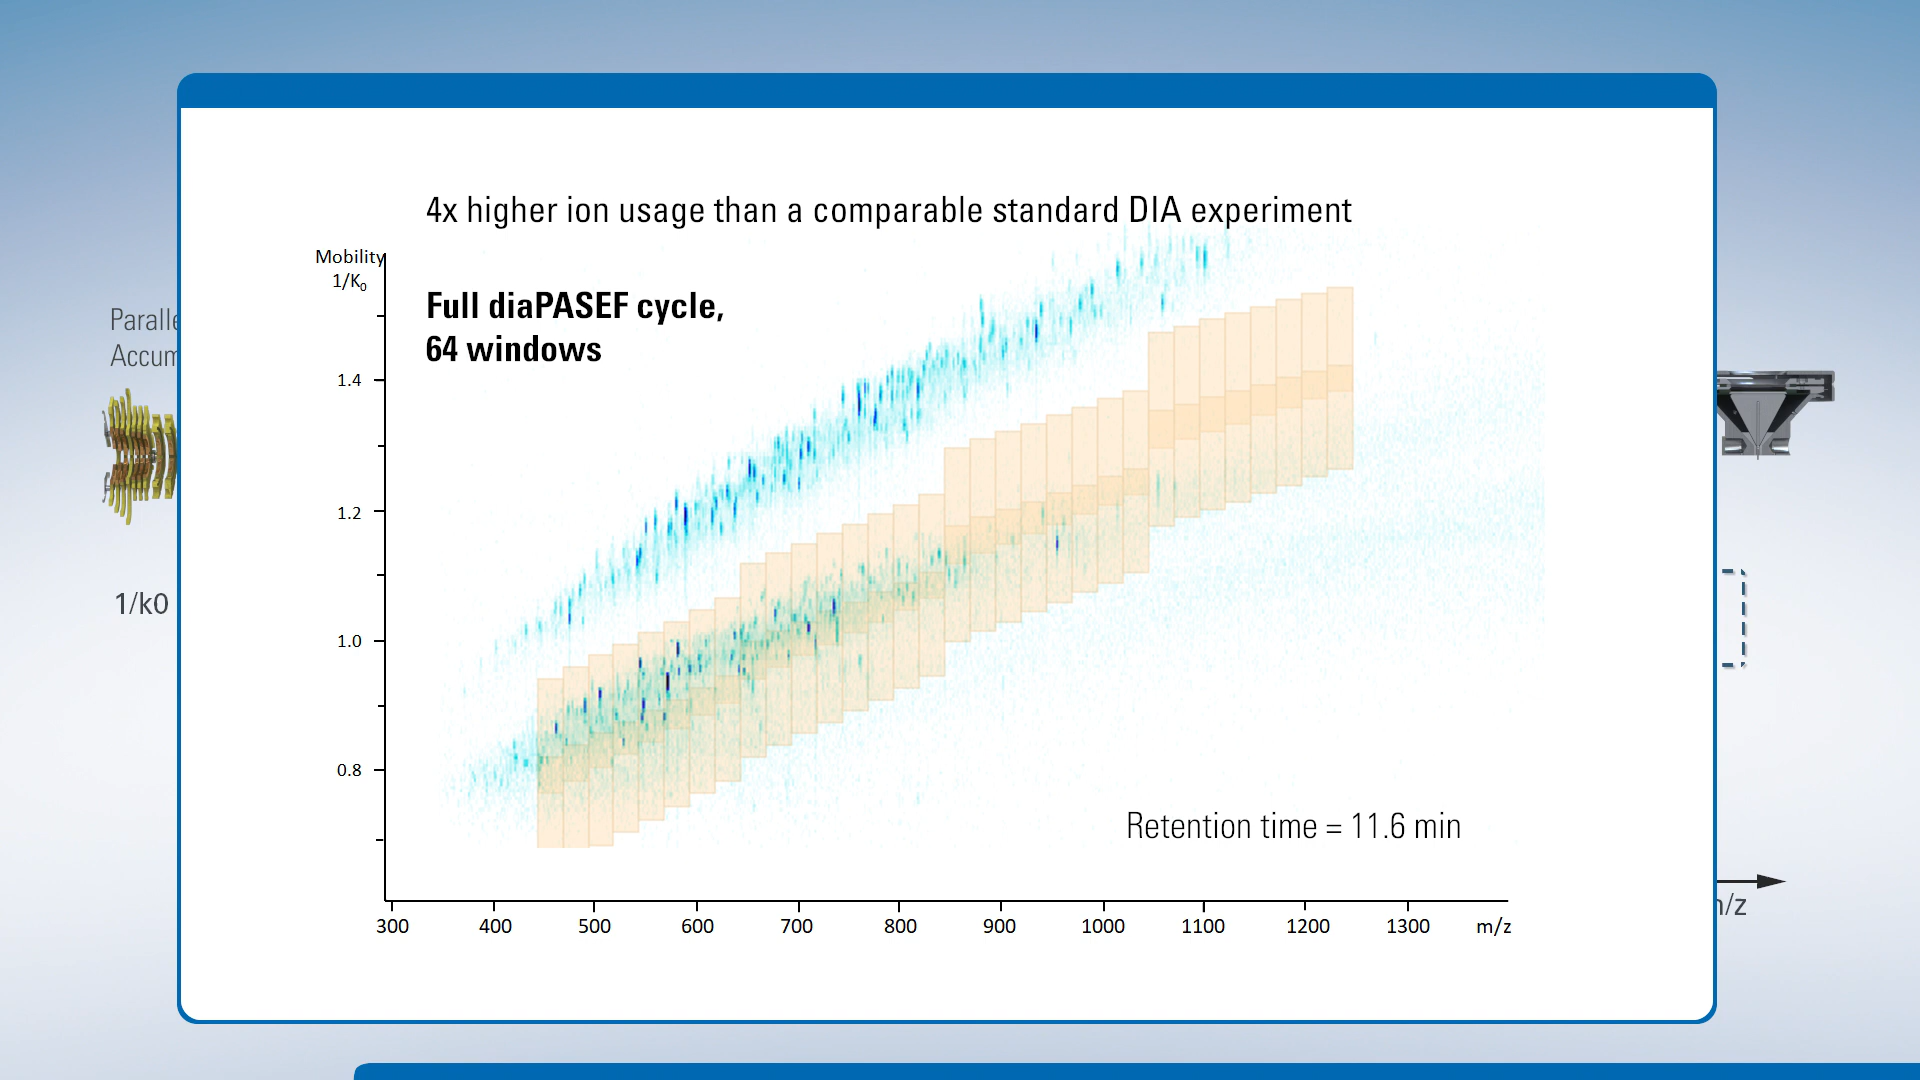 4x higher ion usage than a comparable standard DIA experiment
Mobility
1/K₀
Full diaPASEF cycle,
64 windows
1.4
1.2
1.0
0.8
Retention time = 11.6 min
300 400 500 600 700 800 900 1000 1100 1200 1300 m/z
1/k0